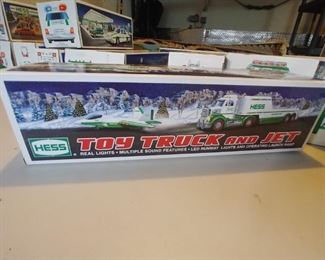 HESS
HESS
TOY TRUCK AND JET
REAL LIGHTS • MULTIPLE SOUND FEATURES • LED RUNWAY LIGHTS AND OPERATING LAUNCH RAMP